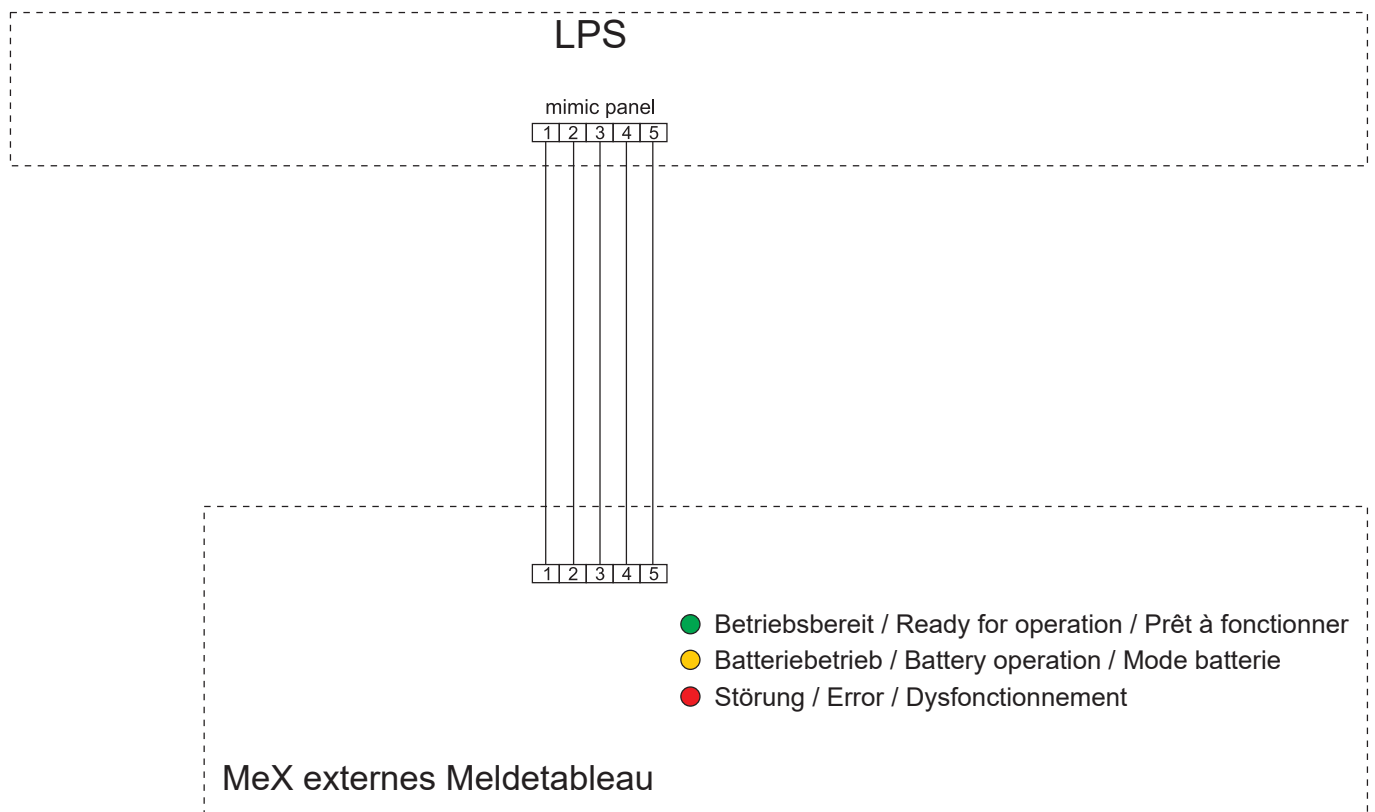 LPS
mimic panel
1 2 3 4 5
1 2 3 4 5
Betriebsbereit / Ready for operation / Prêt à fonctionner
Batteriebetrieb / Battery operation / Mode batterie
Störung / Error / Dysfonctionnement
MeX externes Meldetableau